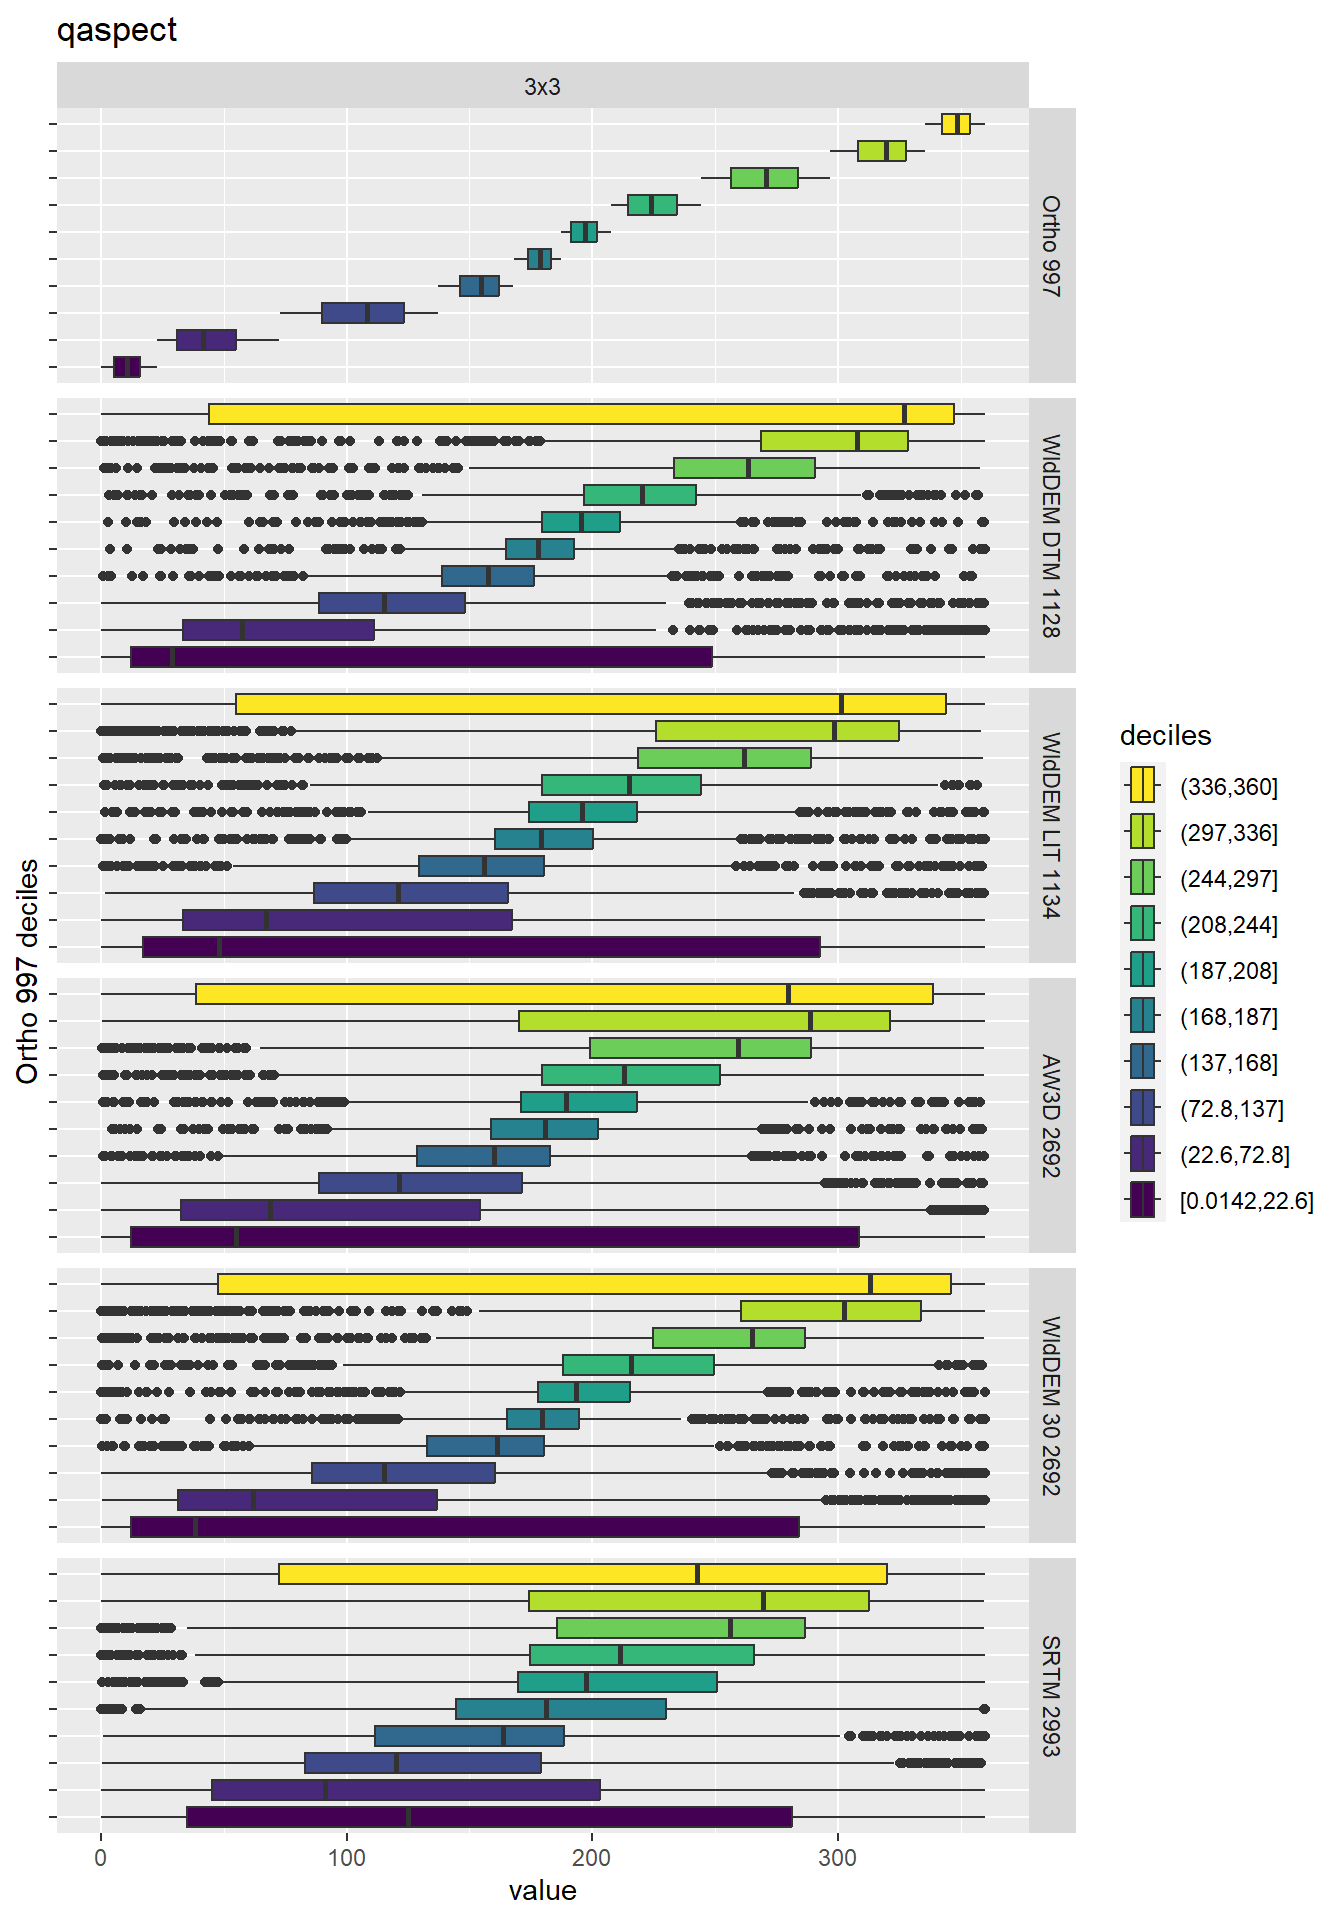 qaspect
3x3
Ortho 997
WldDEM DTM 1128
WldDEM LIT 1134
AW3D 2692
WldDEM 30 2692
SRTM 2993
Ortho 997 deciles
0 100 200 300
value
deciles
(336,360]
(297,336]
(244,297]
(208,244]
(187,208]
(168,187]
(137,168]
(72.8,137]
(22.6,72.8]
[0.0142,22.6]